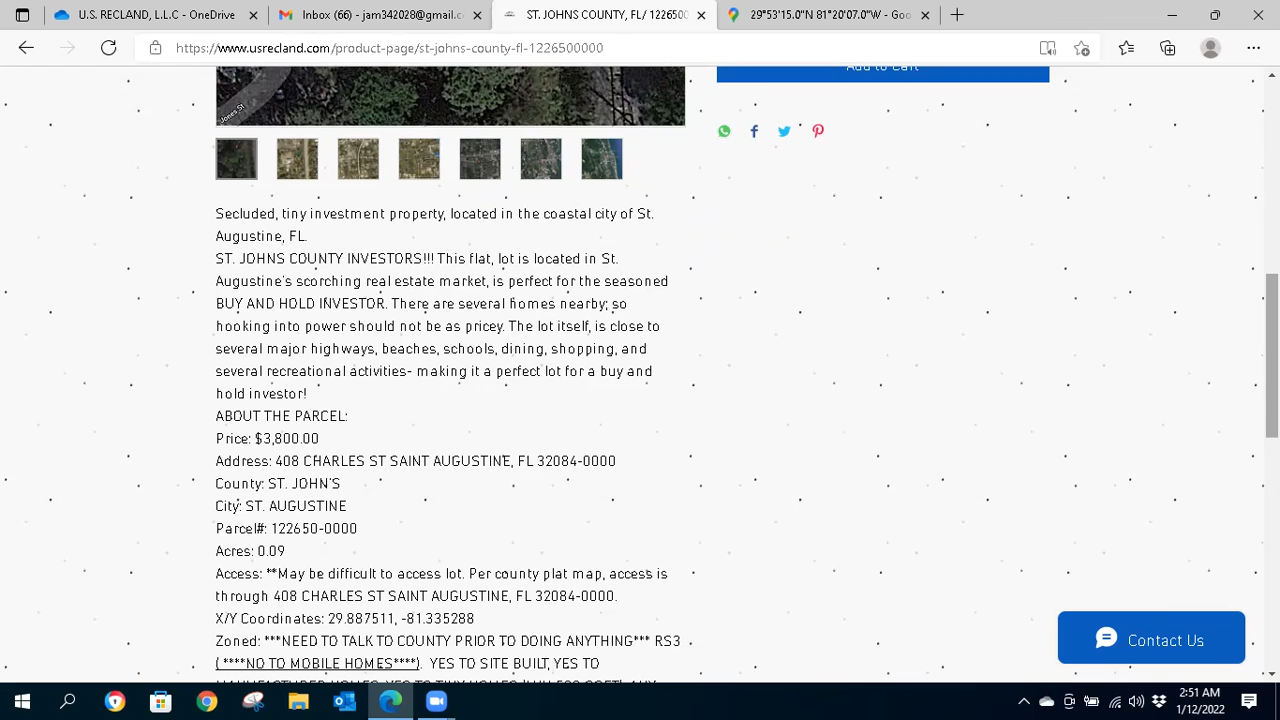 U.S. RECLAND, L.L.C - OneDrive
Inbox (66) - jam342028@gmail.c
ST. JOHNS COUNTY, FL/ 1226500
29°53'15.0"N 81°20'07.0"W - Goo
https://www.usrecland.com/product-page/st-johns-county-fl-1226500000
Add to Cart
Jones St
Secluded, tiny investment property, located in the coastal city of St.
Augustine, FL.
ST. JOHNS COUNTY INVESTORS!!! This flat, lot is located in St.
Augustine's scorching real estate market, is perfect for the seasoned
BUY AND HOLD INVESTOR. There are several homes nearby; so
hooking into power should not be as pricey. The lot itself, is close to
several major highways, beaches, schools, dining, shopping, and
several recreational activities- making it a perfect lot for a buy and
hold investor!
ABOUT THE PARCEL:
Price: $3,800.00
Address: 408 CHARLES ST SAINT AUGUSTINE, FL 32084-0000
County: ST. JOHN'S
City: ST. AUGUSTINE
Parcel#: 122650-0000
Acres: 0.09
Access: **May be difficult to access lot. Per county plat map, access is
through 408 CHARLES ST SAINT AUGUSTINE, FL 32084-0000.
X/Y Coordinates: 29.887511, -81.335288
Zoned: ***NEED TO TALK TO COUNTY PRIOR TO DOING ANYTHING*** RS3
( ****NO TO MOBILE HOMES****). YES TO SITE BUILT, YES TO
Contact Us
2:51 AM
1/12/2022